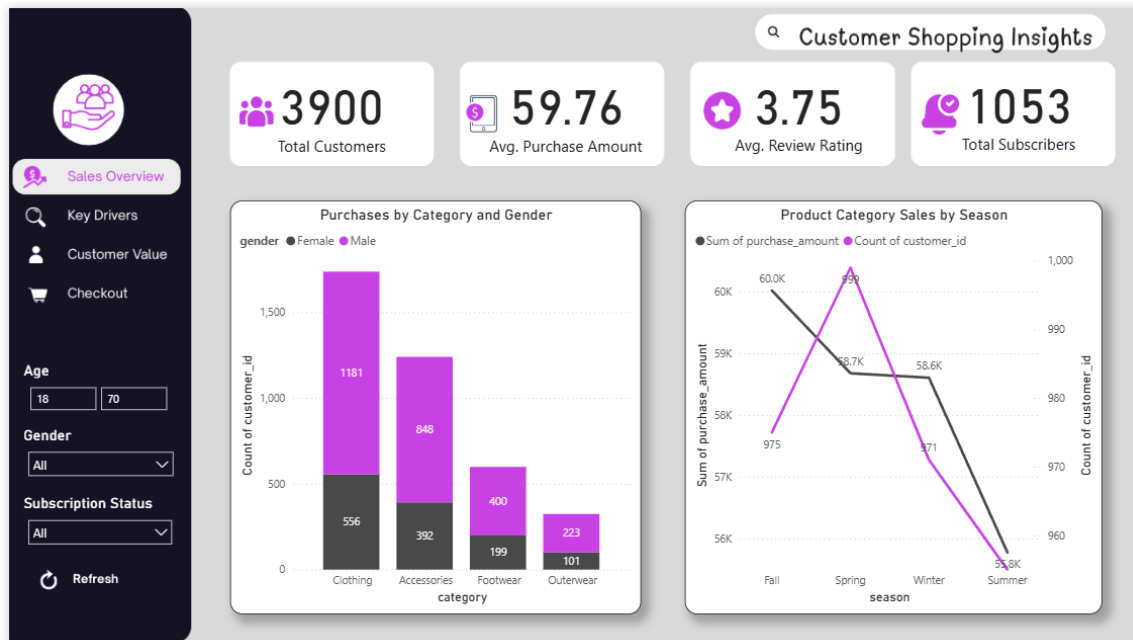 Customer Shopping Insights
3900
Total Customers
59.76
Avg. Purchase Amount
3.75
Avg. Review Rating
1053
Total Subscribers
Sales Overview
Key Drivers
Customer Value
Checkout
Age
18 70
Gender
All
Subscription Status
All
Refresh
Purchases by Category and Gender
gender Female Male
1,500
1,000
500
0
Count of customer_id
1181
848
400
223
556
392
199
101
Clothing Accessories Footwear Outerwear
category
Product Category Sales by Season
Sum of purchase_amount Count of customer_id
60K
59K
58K
57K
56K
Sum of purchase_amount
60.0K
999
58.7K
58.6K
975
971
55.8K
1,000
990
980
970
960
Count of customer_id
Fall Spring Winter Summer
season